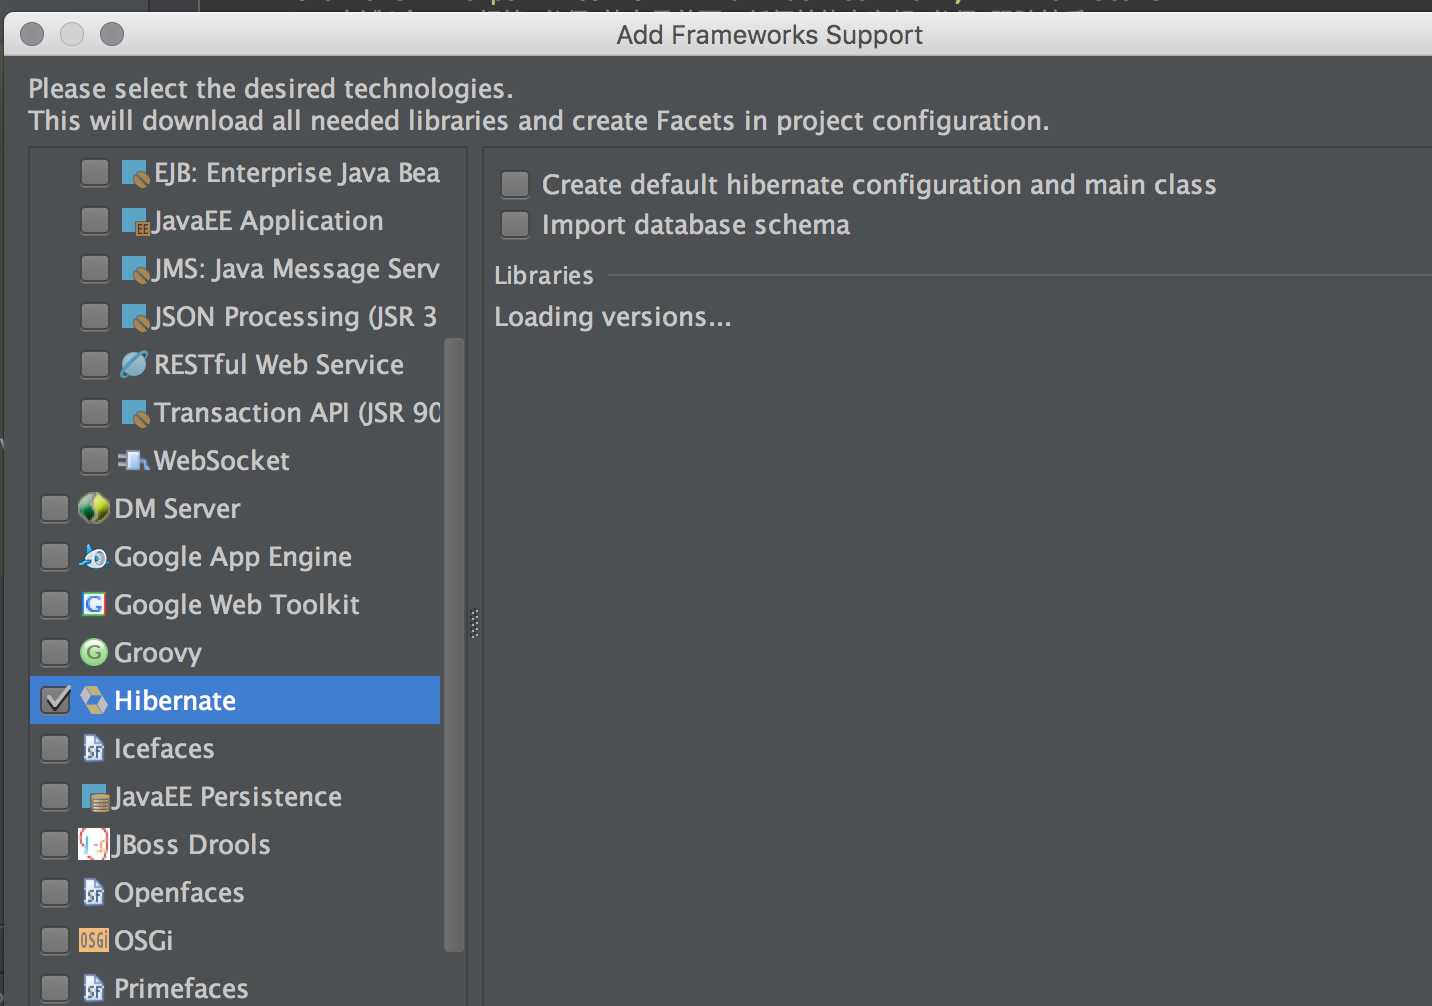 Add Frameworks Support
Please select the desired technologies.
This will download all needed libraries and create Facets in project configuration.
EJB: Enterprise Java Bea
JavaEE Application
JMS: Java Message Serv
JSON Processing (JSR 3
RESTful Web Service
Transaction API (JSR 90
WebSocket
DM Server
Google App Engine
Google Web Toolkit
Groovy
Hibernate
Icefaces
JavaEE Persistence
JBoss Drools
Openfaces
OSGi
Primefaces
Create default hibernate configuration and main class
Import database schema
Libraries
Loading versions...